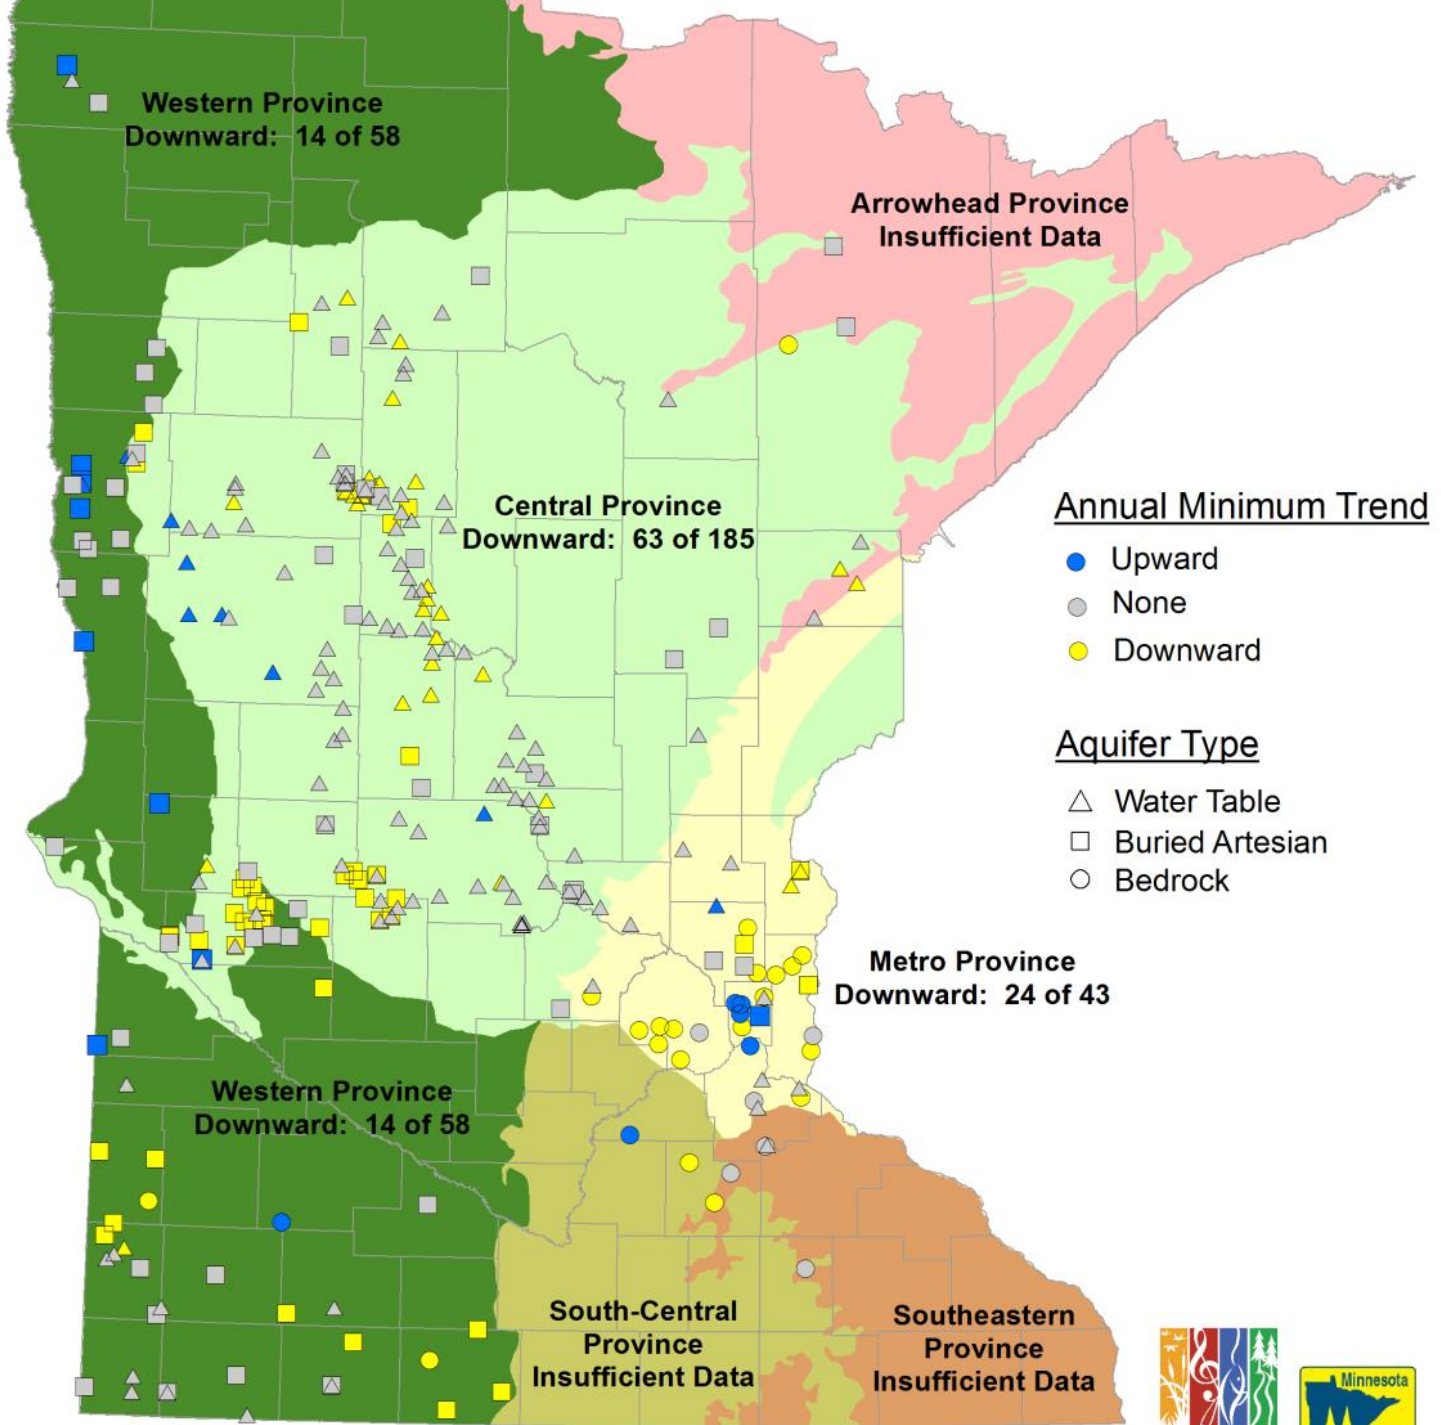 Western Province
Downward: 14 of 58
Arrowhead Province
Insufficient Data
Central Province
Downward: 63 of 185
Annual Minimum Trend
Upward
None
Downward
Aquifer Type
Water Table
Buried Artesian
Bedrock
Metro Province
Downward: 24 of 43
Western Province
Downward: 14 of 58
South-Central
Province
Insufficient Data
Southeastern
Province
Insufficient Data
Minnesota